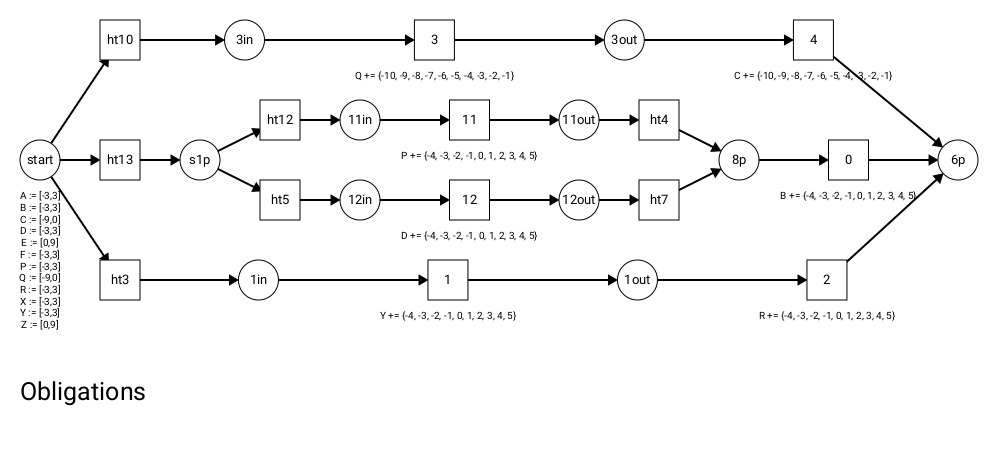 ht10
3in
3
3out
4
Q += {-10, -9, -8, -7, -6, -5, -4, -3, -2, -1}
C += {-10, -9, -8, -7, -6, -5, -4, -3, -2, -1}
ht12
11in
11
11out
ht4
P += {-4, -3, -2, -1, 0, 1, 2, 3, 4, 5}
start
ht13
s1p
8p
0
6p
B += {-4, -3, -2, -1, 0, 1, 2, 3, 4, 5}
ht5
12in
12
12out
ht7
D += {-4, -3, -2, -1, 0, 1, 2, 3, 4, 5}
A := [-3,3]
B := [-3,3]
C := [-9,0]
D := [-3,3]
E := [0,9]
F := [-3,3]
P := [-3,3]
Q := [-9,0]
R := [-3,3]
X := [-3,3]
Y := [-3,3]
Z := [0,9]
ht3
1in
1
1out
2
Y += {-4, -3, -2, -1, 0, 1, 2, 3, 4, 5}
R += {-4, -3, -2, -1, 0, 1, 2, 3, 4, 5}
Obligations